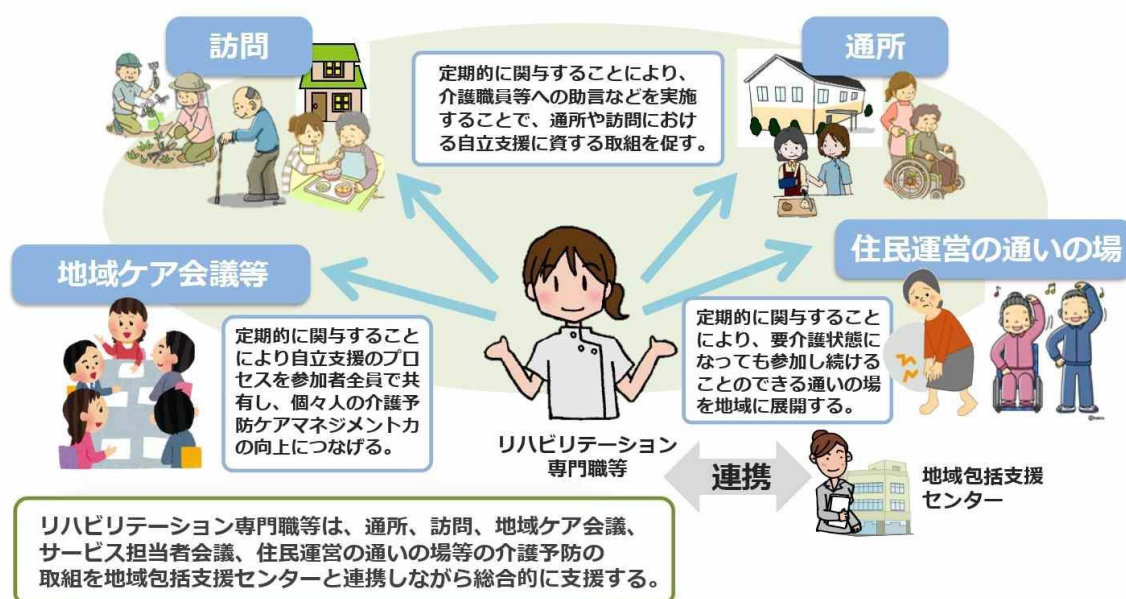 訪問
通所
定期的に関与することにより、
介護職員等への助言などを実施
することで、通所や訪問におけ
る自立支援に資する取組を促す。
地域ケア会議等
住民運営の通いの場
定期的に関与すること
により自立支援のプロ
セスを参加者全員で共
有し、個々人の介護予
防ケアマネジメント力
の向上につなげる。
定期的に関与すること
により、要介護状態に
なっても参加し続ける
ことのできる通いの場
を地域に展開する。
リハビリテーション
専門職等
連携
地域包括支援
センター
リハビリテーション専門職等は、通所、訪問、地域ケア会議、
サービス担当者会議、住民運営の通いの場等の介護予防の
取組を地域包括支援センターと連携しながら総合的に支援する。